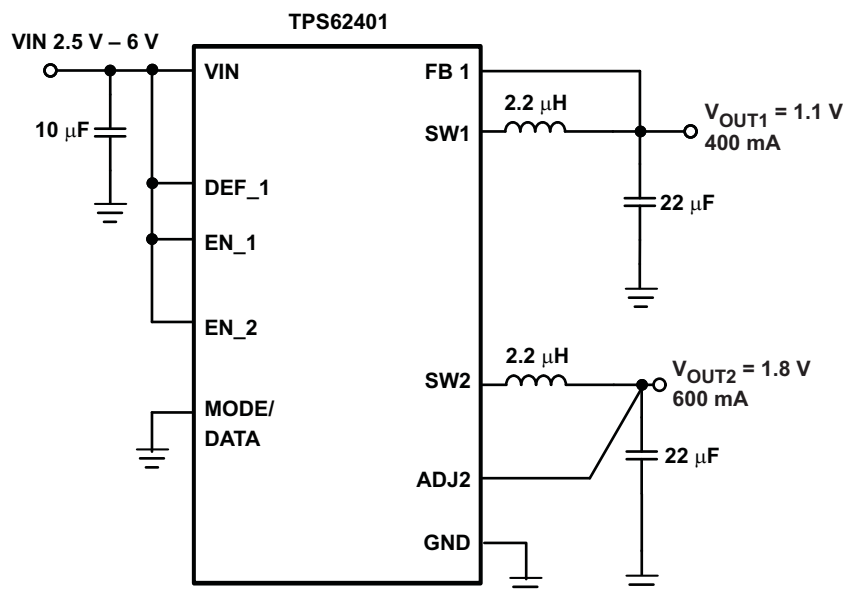 TPS62401
VIN 2.5 V – 6 V
VIN
FB 1
2.2 μH
V_OUT1 = 1.1 V
400 mA
10 μF
SW1
DEF_1
22 μF
EN_1
EN_2
2.2 μH
V_OUT2 = 1.8 V
600 mA
SW2
MODE/
DATA
22 μF
ADJ2
GND